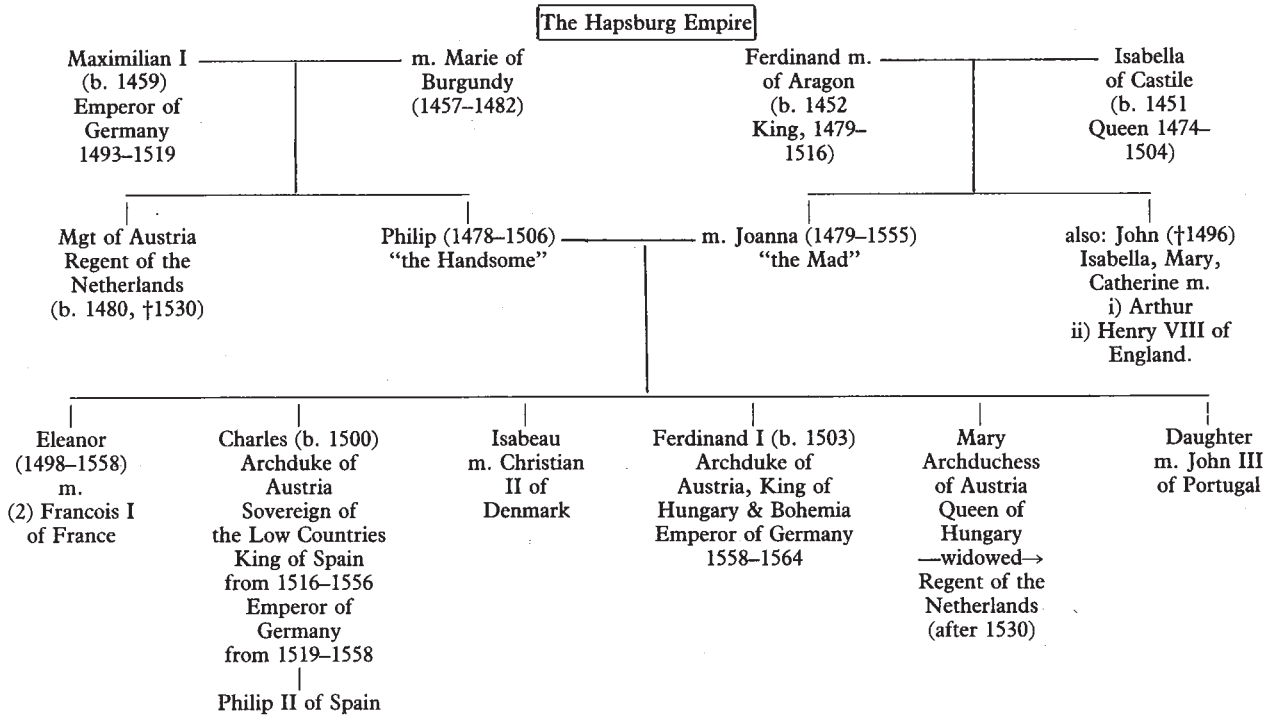 The Hapsburg Empire
Maximilian I
(b. 1459)
Emperor of
Germany
1493–1519
m. Marie of
Burgundy
(1457–1482)
Ferdinand m.
of Aragon
(b. 1452
King, 1479–
1516)
Isabella
of Castile
(b. 1451
Queen 1474–
1504)
Mgt of Austria
Regent of the
Netherlands
(b. 1480, †1530)
Philip (1478–1506)
“the Handsome”
m. Joanna (1479–1555)
“the Mad”
also: John (†1496)
Isabella, Mary,
Catherine m.
i) Arthur
ii) Henry VIII of
England.
Eleanor
(1498–1558)
m.
(2) Francois I
of France
Charles (b. 1500)
Archduke of
Austria
Sovereign of
the Low Countries
King of Spain
from 1516–1556
Emperor of
Germany
from 1519–1558
Philip II of Spain
Isabeau
m. Christian
II of
Denmark
Ferdinand I (b. 1503)
Archduke of
Austria, King of
Hungary & Bohemia
Emperor of Germany
1558–1564
Mary
Archduchess
of Austria
Queen of
Hungary
—widowed→
Regent of the
Netherlands
(after 1530)
Daughter
m. John III
of Portugal